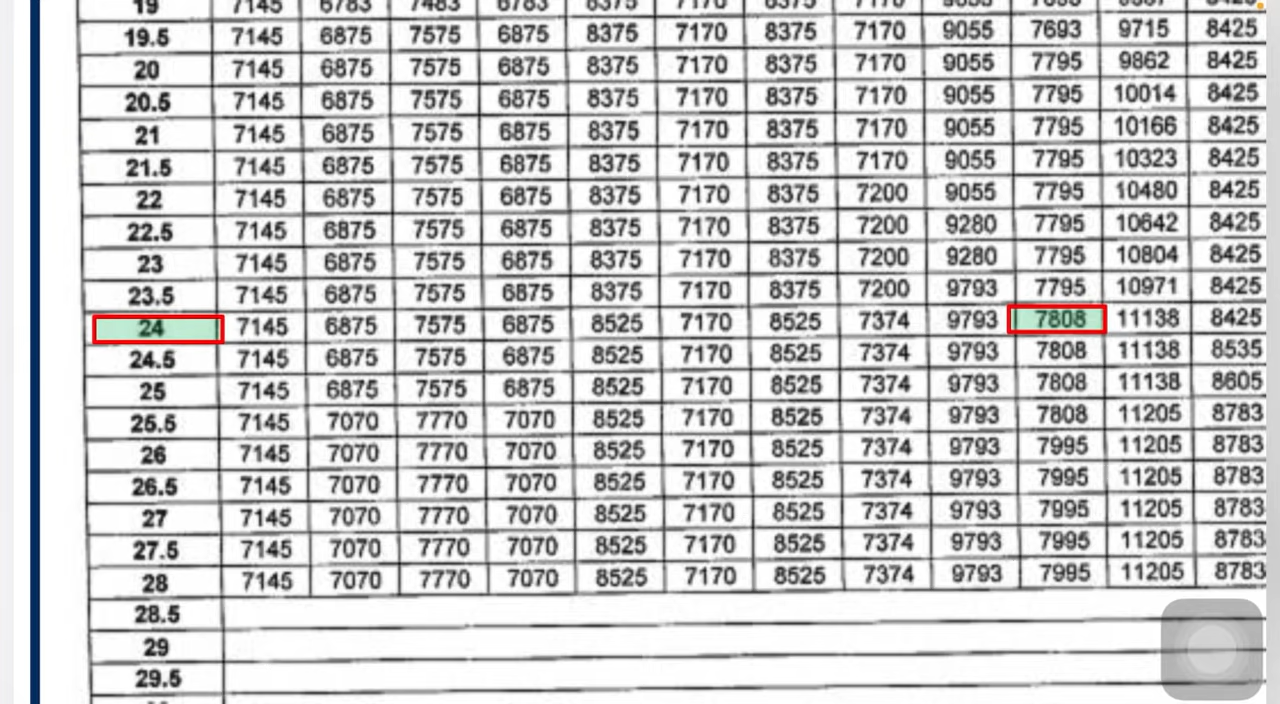 19 7145 6783 7483 6783 8375 7170 8375 7170
19.5 7145 6875 7575 6875 8375 7170 8375 7170 9055 7693 9715 8425
20 7145 6875 7575 6875 8375 7170 8375 7170 9055 7795 9862 8425
20.5 7145 6875 7575 6875 8375 7170 8375 7170 9055 7795 10014 8425
21 7145 6875 7575 6875 8375 7170 8375 7170 9055 7795 10166 8425
21.5 7145 6875 7575 6875 8375 7170 8375 7170 9055 7795 10323 8425
22 7145 6875 7575 6875 8375 7170 8375 7200 9055 7795 10480 8425
22.5 7145 6875 7575 6875 8375 7170 8375 7200 9280 7795 10642 8425
23 7145 6875 7575 6875 8375 7170 8375 7200 9280 7795 10804 8425
23.5 7145 6875 7575 6875 8375 7170 8375 7200 9793 7795 10971 8425
24 7145 6875 7575 6875 8525 7170 8525 7374 9793 7808 11138 8425
24.5 7145 6875 7575 6875 8525 7170 8525 7374 9793 7808 11138 8535
25 7145 6875 7575 6875 8525 7170 8525 7374 9793 7808 11138 8605
25.5 7145 7070 7770 7070 8525 7170 8525 7374 9793 7808 11205 8783
26 7145 7070 7770 7070 8525 7170 8525 7374 9793 7995 11205 8783
26.5 7145 7070 7770 7070 8525 7170 8525 7374 9793 7995 11205 8783
27 7145 7070 7770 7070 8525 7170 8525 7374 9793 7995 11205 8783
27.5 7145 7070 7770 7070 8525 7170 8525 7374 9793 7995 11205 8783
28 7145 7070 7770 7070 8525 7170 8525 7374 9793 7995 11205 8783
28.5
29
29.5